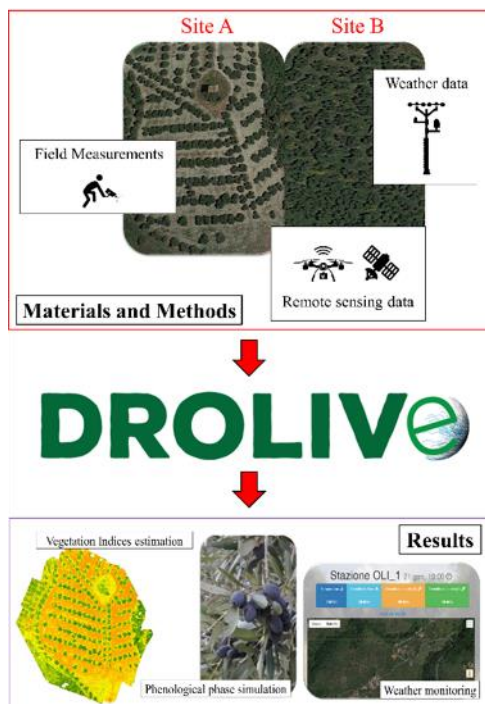 Site A
Site B
Weather data
Field Measurements
Remote sensing data
Materials and Methods
DROLIVe
Results
Vegetation Indices estimation
Stazione OLI_1
Phenological phase simulation
Weather monitoring